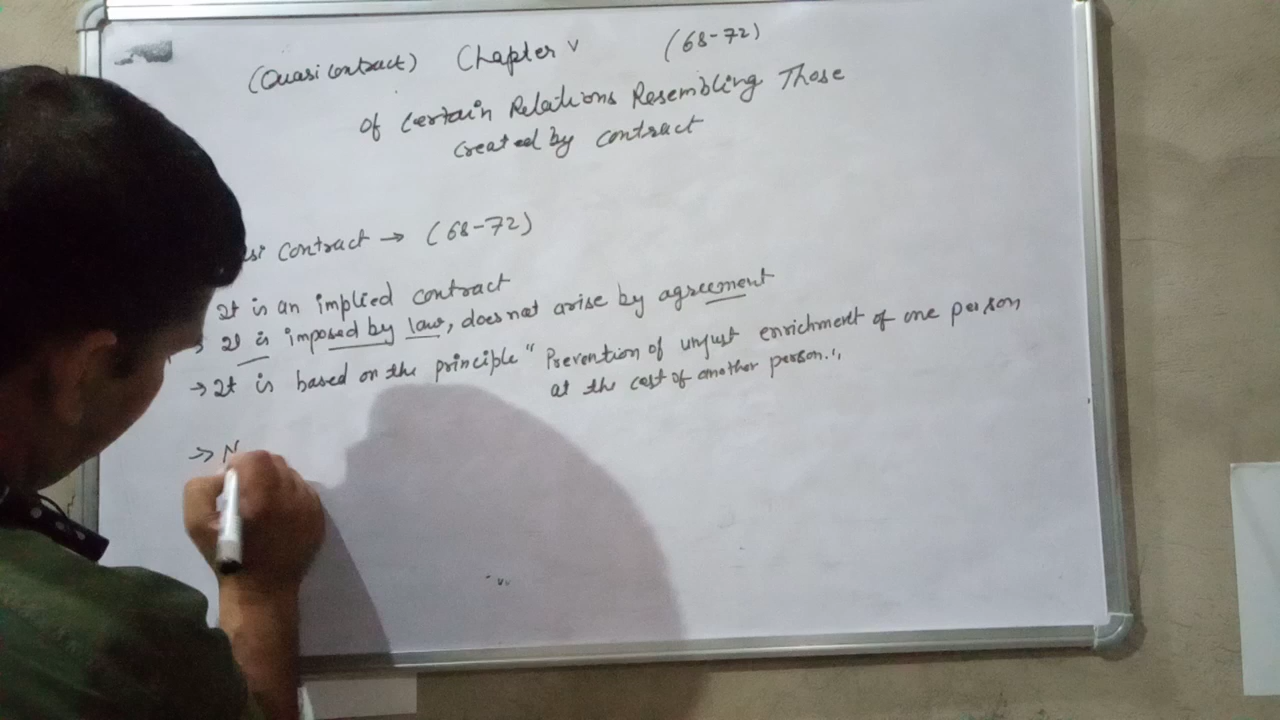 (Quasi contract) Chapter V (68-72)
Of Certain Relations Resembling Those
created by contract
si contract → (68-72)
It is an implied contract
→ It is imposed by law, does not arise by agreement
→ It is based on the principle "Prevention of unjust enrichment of one person,
at the cost of another person.",
→ N